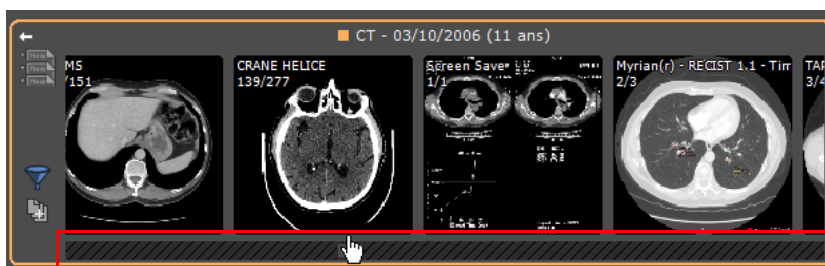 CT - 03/10/2006 (11 ans)
MS
/151
CRANE HELICE
139/277
Screen Save
1/1
Myrian(r) - RECIST 1.1 - Tim
2/3
TAP
3/4